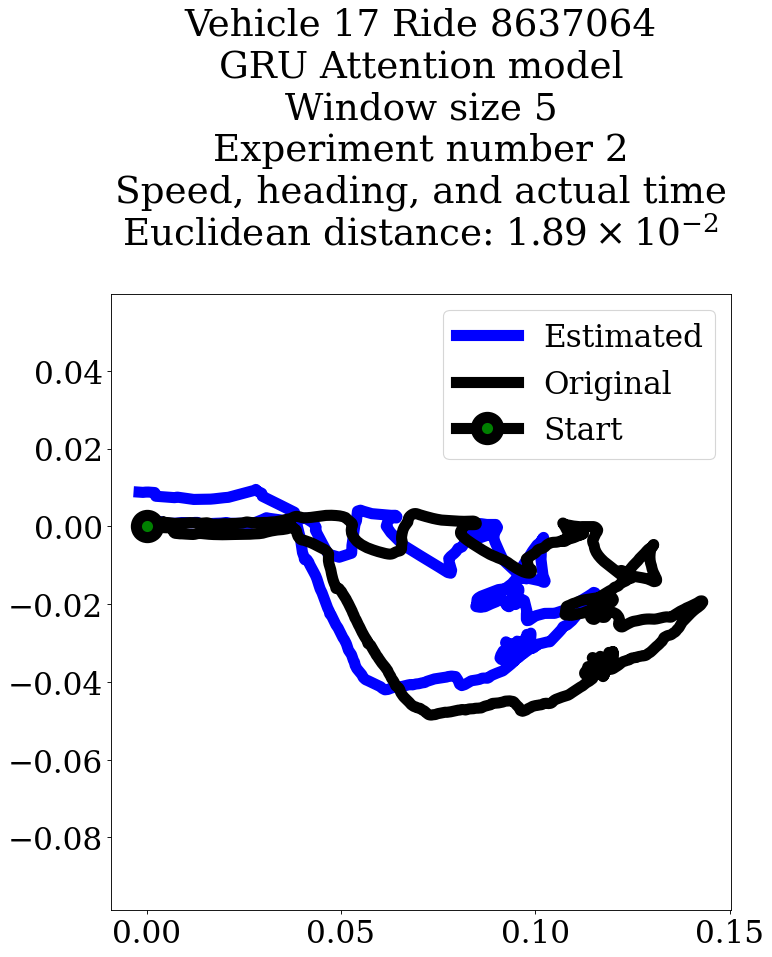 Vehicle 17 Ride 8637064
GRU Attention model
Window size 5
Experiment number 2
Speed, heading, and actual time
Euclidean distance: 1.89 × 10⁻²
Estimated
Original
Start
0.04
0.02
0.00
−0.02
−0.04
−0.06
−0.08
0.00 0.05 0.10 0.15